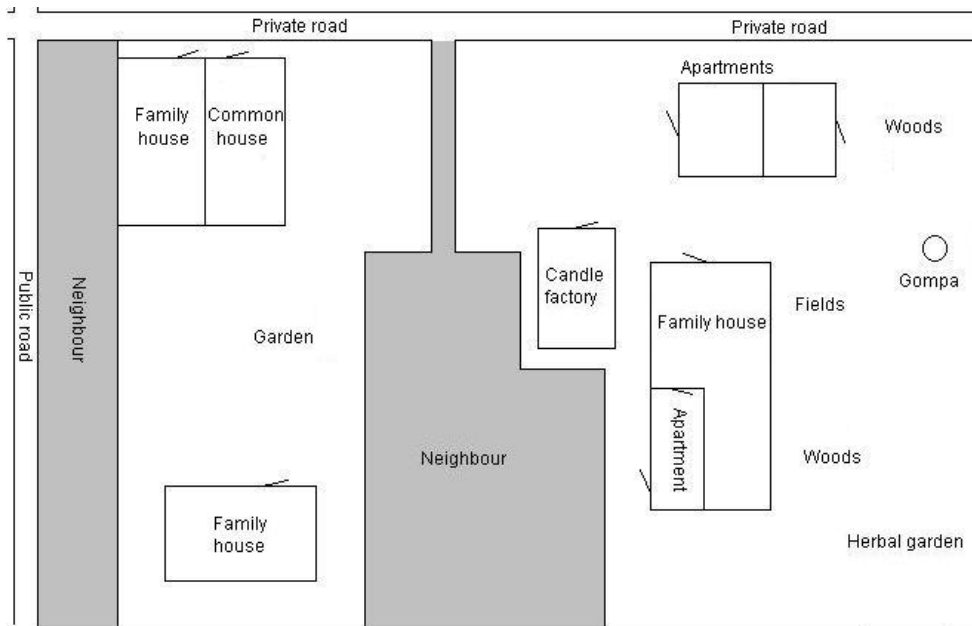 Private road
Private road
Apartments
Family
house
Common
house
Woods
Public road
Neighbour
Gompa
Candle
factory
Fields
Family house
Garden
Apartment
Neighbour
Woods
Family
house
Herbal garden